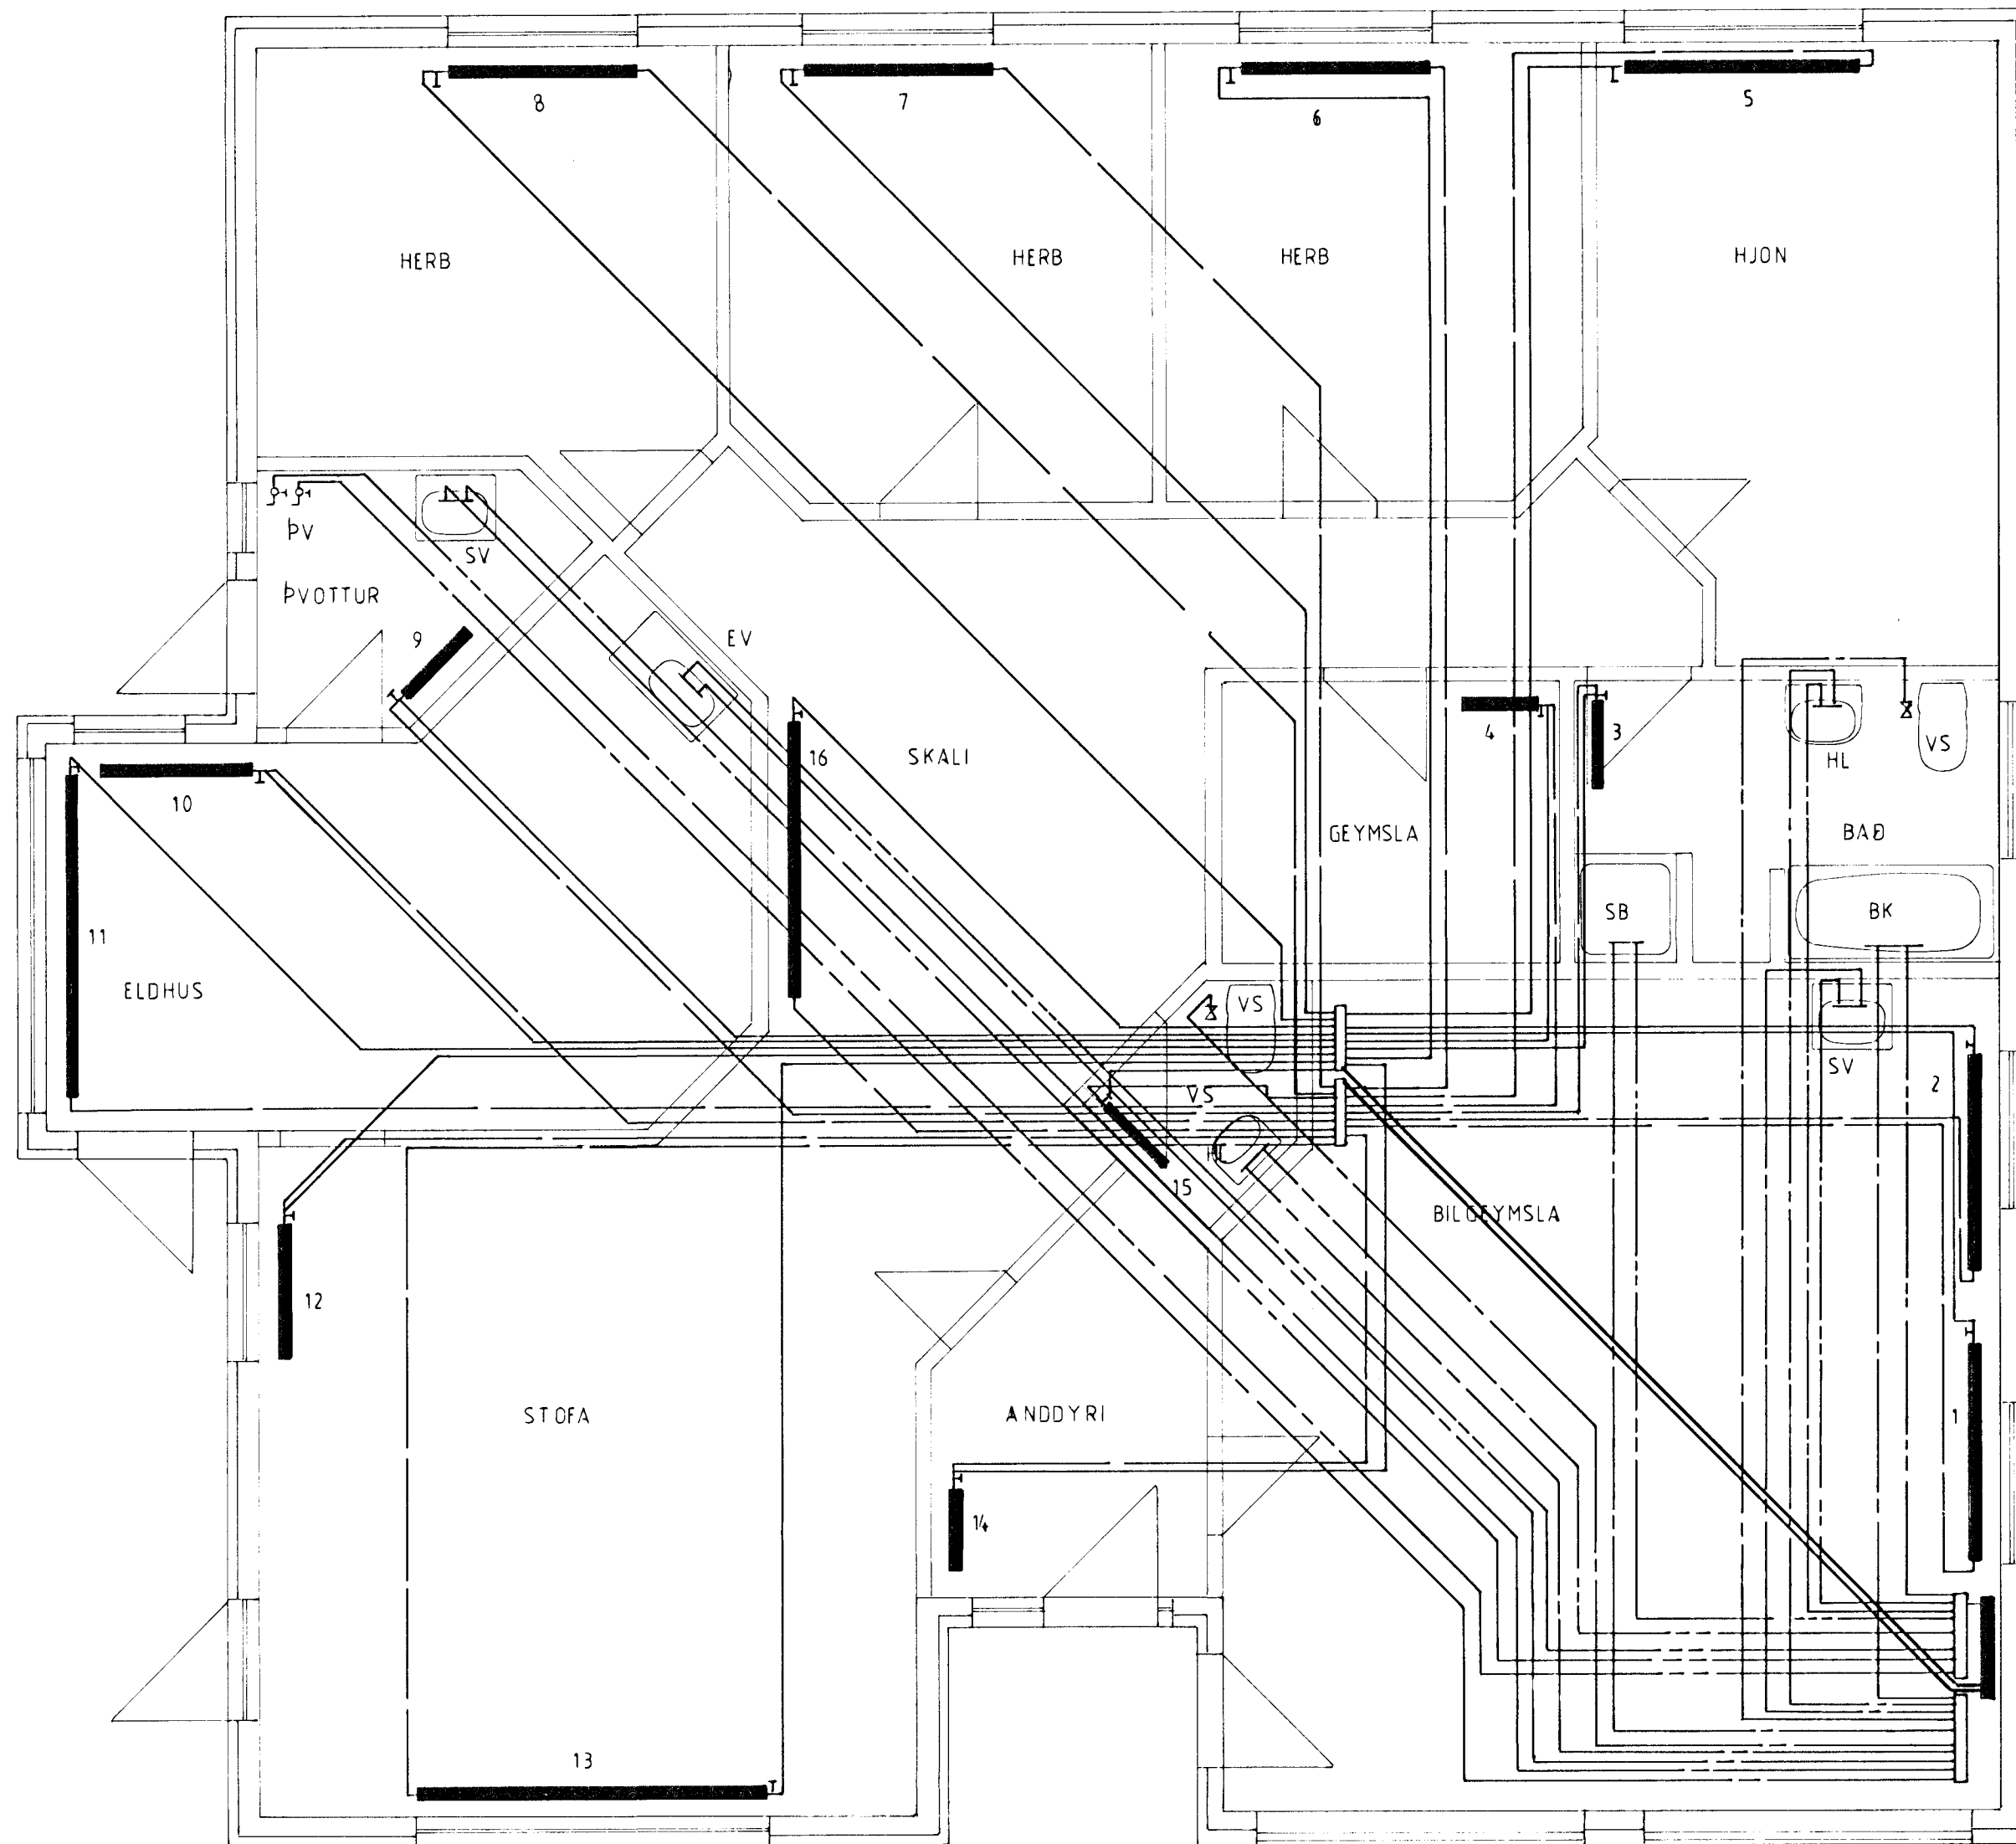 8
7
6
5
HERB
HERB
HERB
HJON
ÞV
SV
ÞVOTTUR
9
EV
16
SKALI
4
3
HL
VS
10
GEYMSLA
BAÐ
11
SB
BK
ELDHUS
VS
SV
2
VS
HL
15
BILGEYMSLA
12
STOFA
ANDDYRI
1
14
13